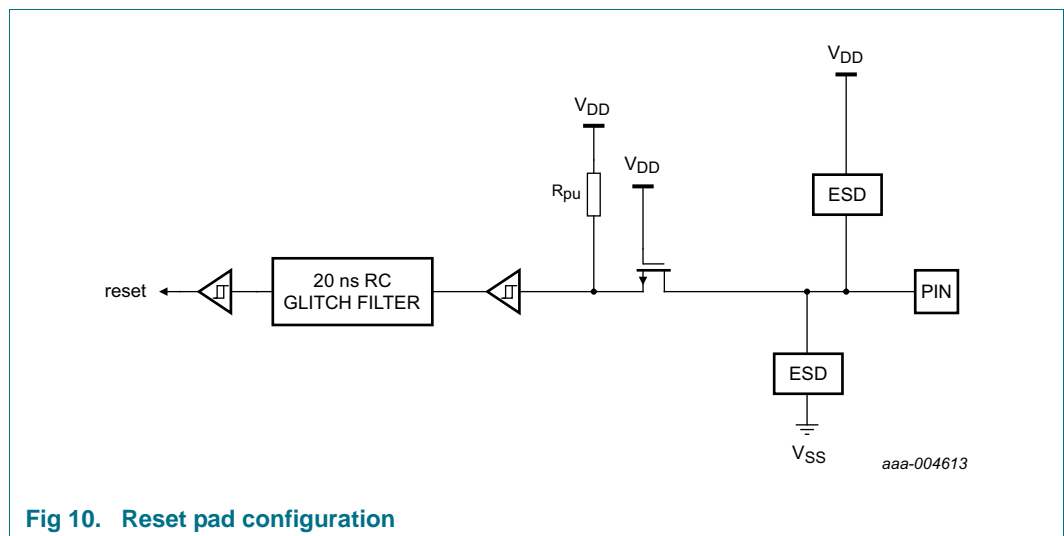 VDD
VDD
VDD
Rpu
ESD
reset
20 ns RC
GLITCH FILTER
PIN
ESD
VSS
aaa-004613
Fig 10. Reset pad configuration